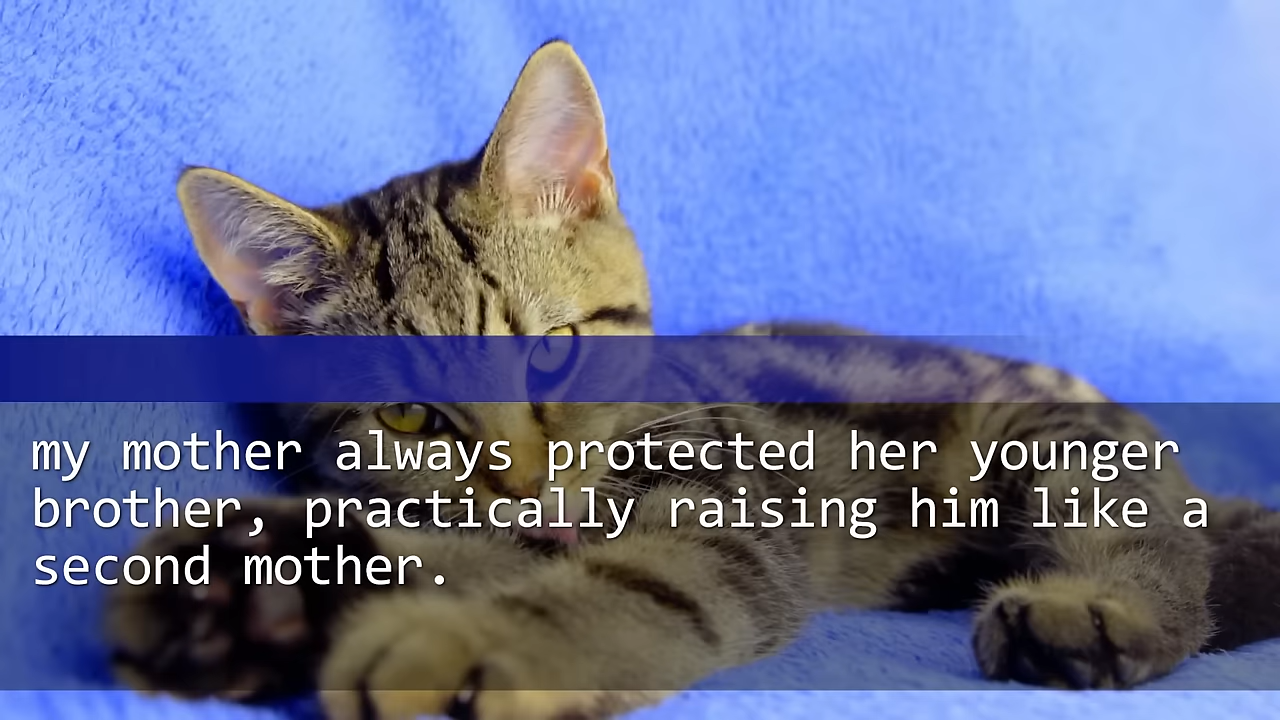 my mother always protected her younger
brother, practically raising him like a
second mother.